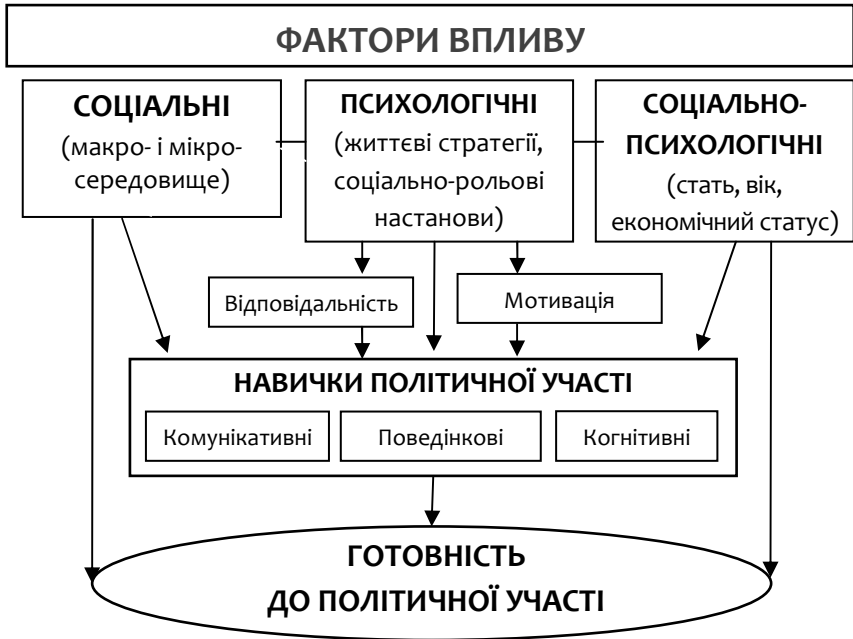 ФАКТОРИ ВПЛИВУ
СОЦІАЛЬНІ
(макро- і мікро-
середовище)
ПСИХОЛОГІЧНІ
(життєві стратегії,
соціально-рольові
настанови)
СОЦІАЛЬНО-
ПСИХОЛОГІЧНІ
(стать, вік,
економічний статус)
Відповідальність
Мотивація
НАВИЧКИ ПОЛІТИЧНОЇ УЧАСТІ
Комунікативні
Поведінкові
Когнітивні
ГОТОВНІСТЬ
ДО ПОЛІТИЧНОЇ УЧАСТІ